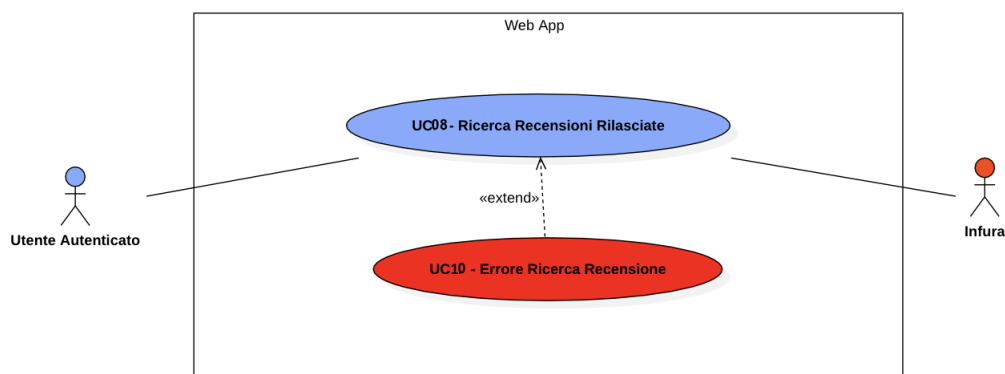 Web App
UC08 - Ricerca Recensioni Rilasciate
«extend»
Utente Autenticato
Infura
UC10 - Errore Ricerca Recensione